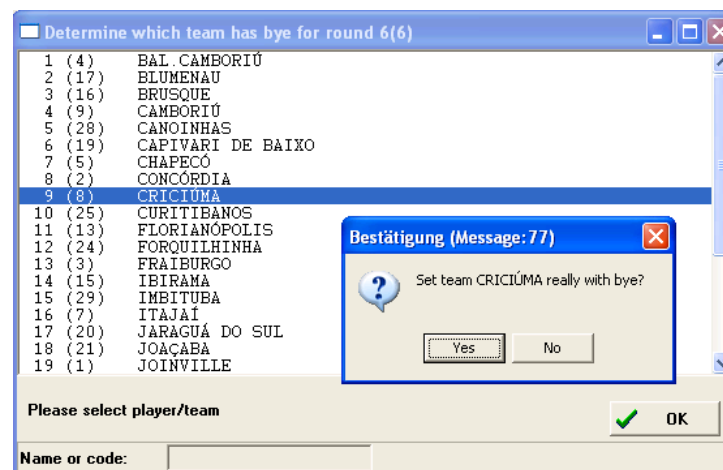 Determine which team has bye for round 6(6)
1 (4) BAL.CAMBORIÚ
2 (17) BLUMENAU
3 (16) BRUSQUE
4 (9) CAMBORIÚ
5 (28) CANOINHAS
6 (19) CAPIVARI DE BAIXO
7 (5) CHAPECÓ
8 (2) CONCÓRDIA
9 (8) CRICIÚMA
10 (25) CURITIBANOS
11 (13) FLORIANÓPOLIS
12 (24) FORQUILHINHA
13 (3) FRAIBURGO
14 (15) IBIRAMA
15 (29) IMBITUBA
16 (7) ITAJAÍ
17 (20) JARAGUÁ DO SUL
18 (21) JOAÇABA
19 (1) JOINVILLE
Bestätigung (Message:77)
Set team CRICIÚMA really with bye?
Yes No
Please select player/team
OK
Name or code: